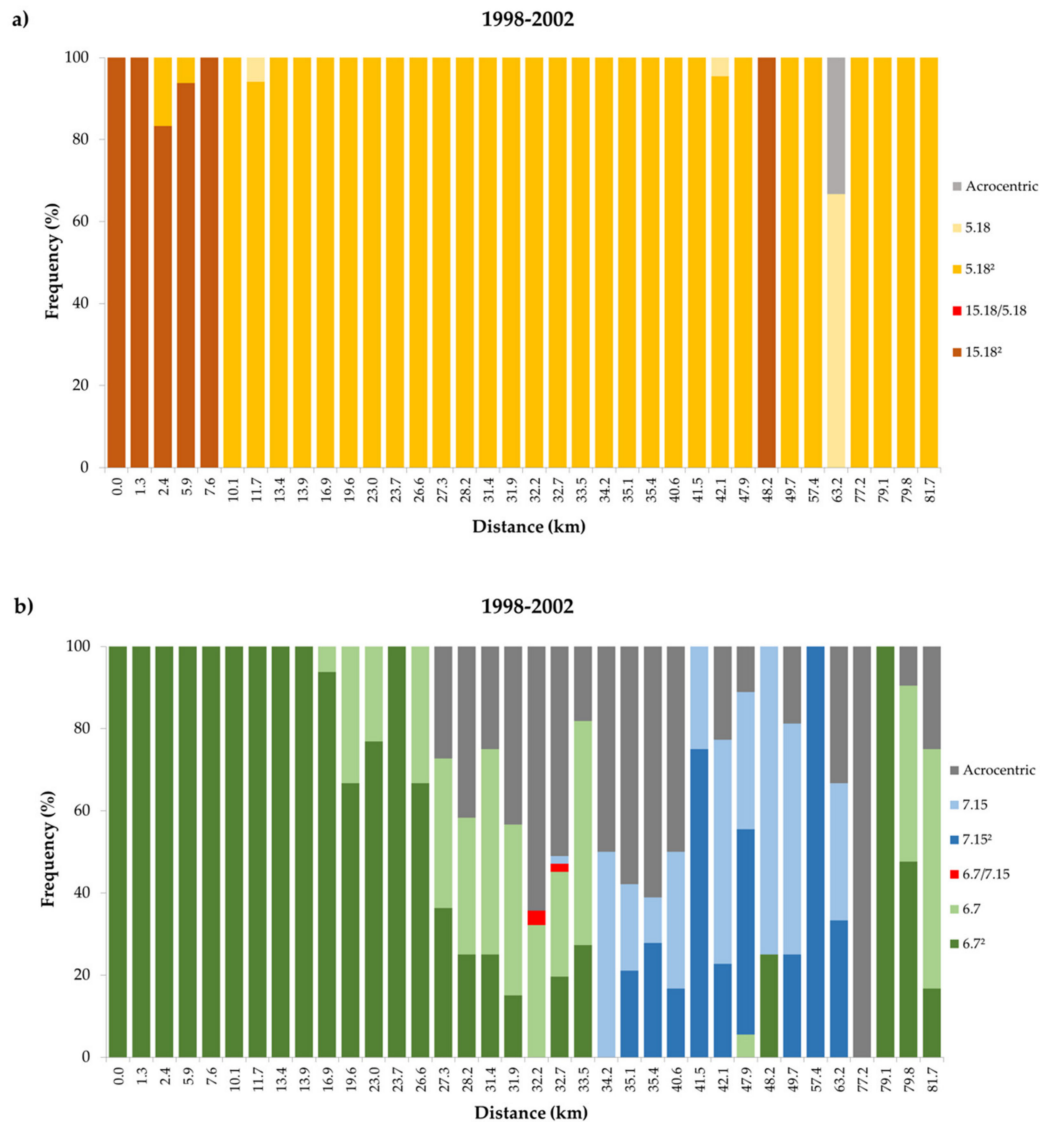 a)
1998-2002
Frequency (%)
100
80
60
40
20
0
Acrocentric
5.18
5.18²
15.18/5.18
15.18²
0.0 1.3 2.4 5.9 7.6 10.1 11.7 13.4 13.9 16.9 19.6 23.0 23.7 26.6 27.3 28.2 31.4 31.9 32.2 32.7 33.5 34.2 35.1 35.4 40.6 41.5 42.1 47.9 48.2 49.7 57.4 63.2 77.2 79.1 79.8 81.7
Distance (km)
b)
1998-2002
Frequency (%)
100
80
60
40
20
0
Acrocentric
7.15
7.15²
6.7/7.15
6.7
6.7²
0.0 1.3 2.4 5.9 7.6 10.1 11.7 13.4 13.9 16.9 19.6 23.0 23.7 26.6 27.3 28.2 31.4 31.9 32.2 32.7 33.5 34.2 35.1 35.4 40.6 41.5 42.1 47.9 48.2 49.7 57.4 63.2 77.2 79.1 79.8 81.7
Distance (km)